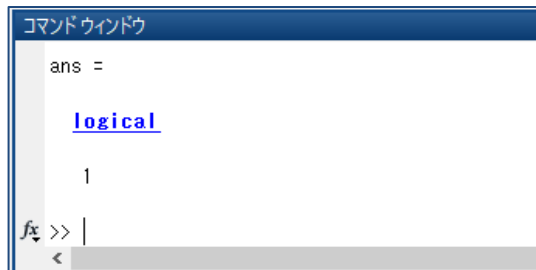 コマンド ウィンドウ
ans =
logical
1
fx >>
<